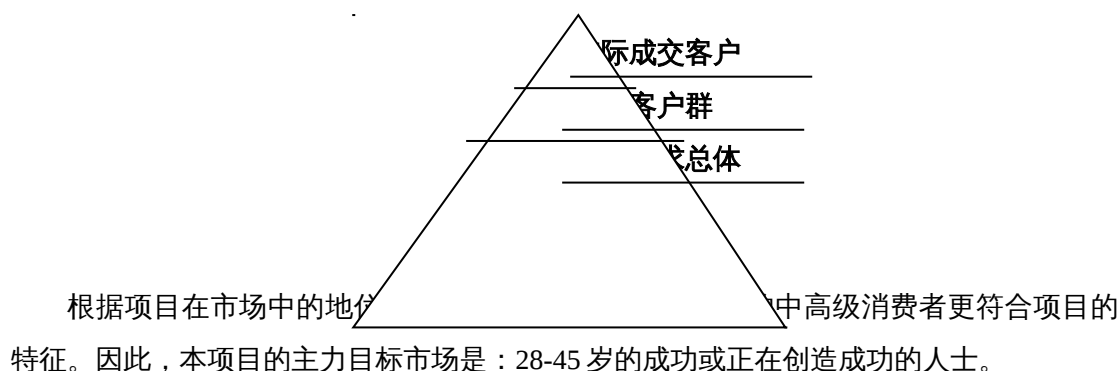 际成交客户
客户群
求总体
根据项目在市场中的地位 中高级消费者更符合项目的
特征。因此，本项目的主力目标市场是：28-45 岁的成功或正在创造成功的人士。